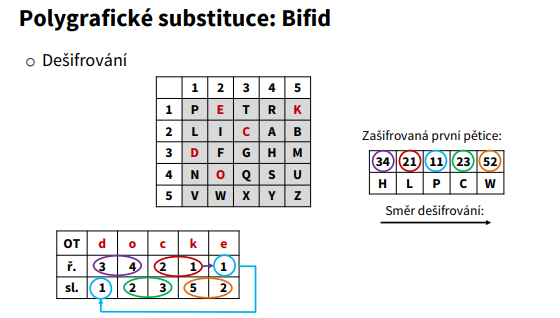 Polygrafické substituce: Bifid
○ Dešifrování
1 2 3 4 5
1 P E T R K
2 L I C A B
3 D F G H M
4 N O Q S U
5 V W X Y Z
Zašifrovaná první pětice:
34 21 11 23 52
H L P C W
Směr dešifrování:
OT d o c k e
ř. 3 4 2 1 1
sl. 1 2 3 5 2